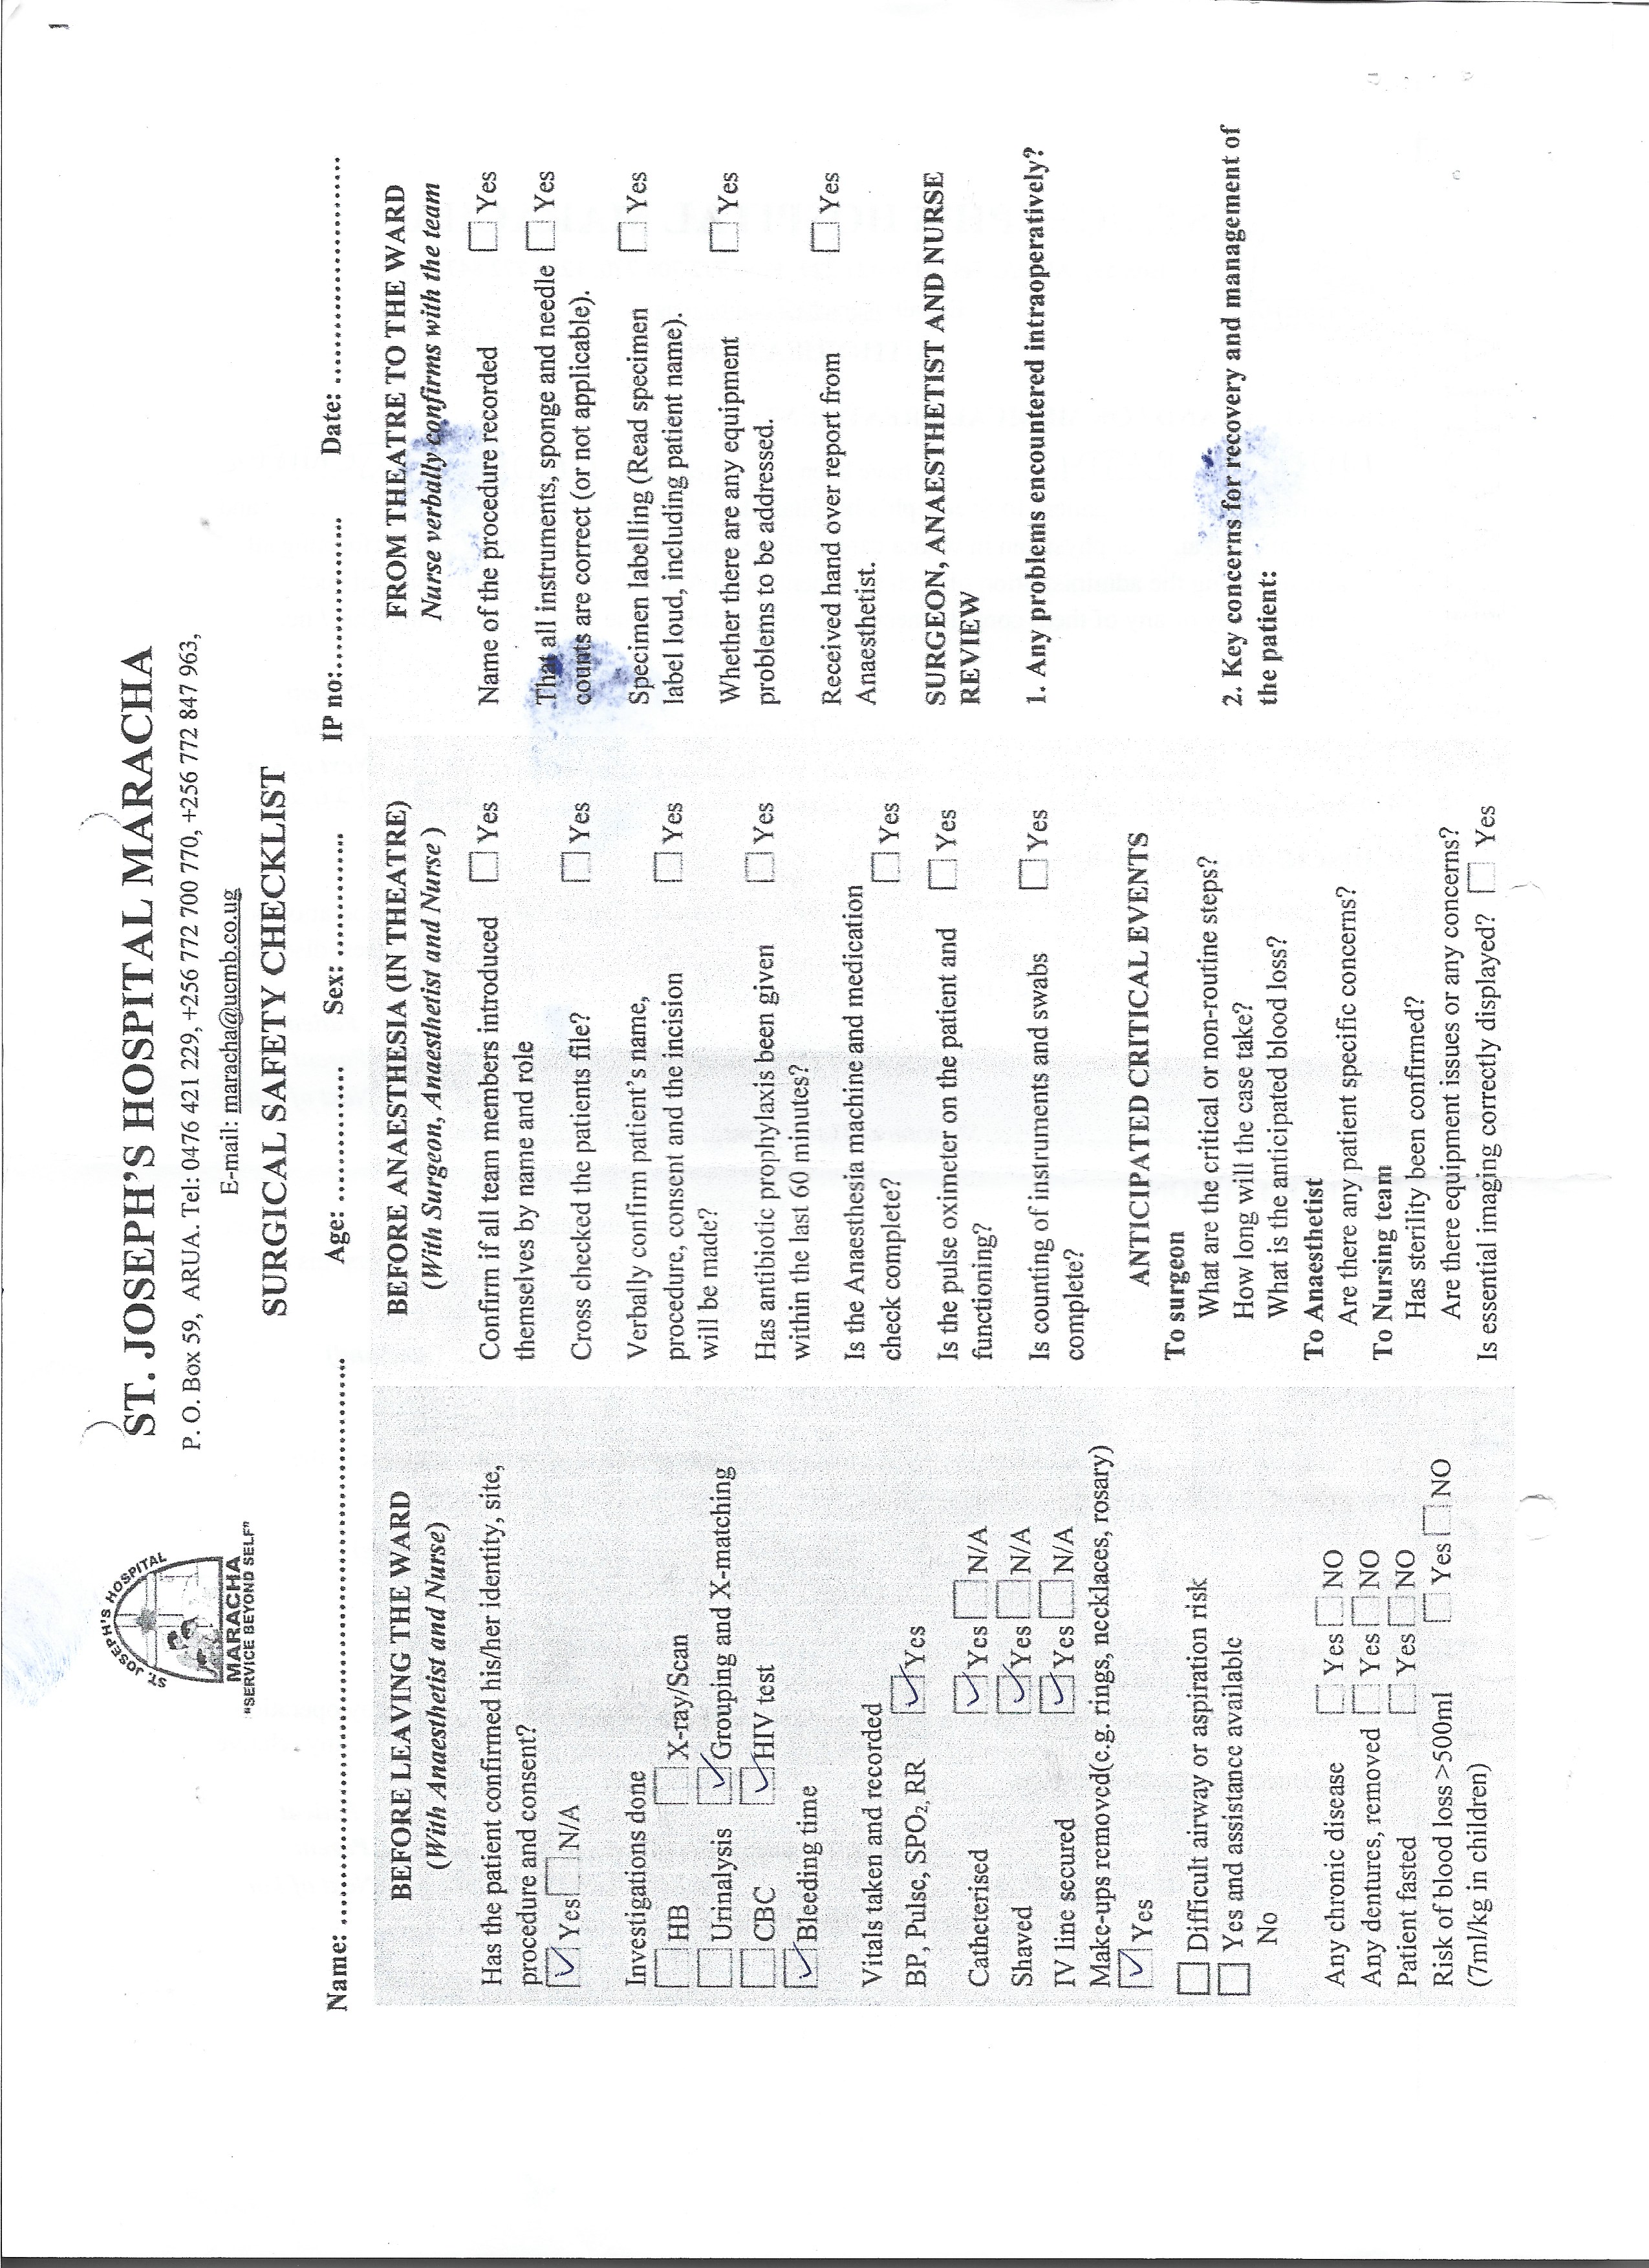 ST. JOSEPH'S HOSPITAL
MARACHA
"SERVICE BEYOND SELF"
ST. JOSEPH'S HOSPITAL MARACHA
P. O. Box 59, ARUA. Tel: 0476 421 229, +256 772 700 770, +256 772 847 963,
E-mail: maracha@ucmb.co.ug
SURGICAL SAFETY CHECKLIST
Name: ........................................ Age: ............. Sex: ............. IP no:................ Date: ......................
BEFORE LEAVING THE WARD
(With Anaesthetist and Nurse)
Has the patient confirmed his/her identity, site,
procedure and consent?
☑ Yes ☐ N/A
Investigations done
☐ HB ☐ X-ray/Scan
☐ Urinalysis ☑ Grouping and X-matching
☐ CBC ☑ HIV test
☑ Bleeding time
Vitals taken and recorded
BP, Pulse, SPO₂, RR ☑ Yes
Catheterised ☑ Yes ☐ N/A
Shaved ☑ Yes ☐ N/A
IV line secured ☑ Yes ☐ N/A
Make-ups removed(e.g. rings, necklaces, rosary)
☑ Yes
☐ Difficult airway or aspiration risk
☐ Yes and assistance available
No
Any chronic disease ☐ Yes ☐ NO
Any dentures, removed ☐ Yes ☐ NO
Patient fasted ☐ Yes ☐ NO
Risk of blood loss >500ml ☐ Yes ☐ NO
(7ml/kg in children)
BEFORE ANAESTHESIA (IN THEATRE)
(With Surgeon, Anaesthetist and Nurse )
Confirm if all team members introduced ☐ Yes
themselves by name and role
Cross checked the patients file? ☐ Yes
Verbally confirm patient's name,
procedure, consent and the incision ☐ Yes
will be made?
Has antibiotic prophylaxis been given ☐ Yes
within the last 60 minutes?
Is the Anaesthesia machine and medication
check complete? ☐ Yes
Is the pulse oximeter on the patient and ☐ Yes
functioning?
Is counting of instruments and swabs ☐ Yes
complete?
ANTICIPATED CRITICAL EVENTS
To surgeon
What are the critical or non-routine steps?
How long will the case take?
What is the anticipated blood loss?
To Anaesthetist
Are there any patient specific concerns?
To Nursing team
Has sterility been confirmed?
Are there equipment issues or any concerns?
Is essential imaging correctly displayed? ☐ Yes
FROM THEATRE TO THE WARD
Nurse verbally confirms with the team
Name of the procedure recorded ☐ Yes
That all instruments, sponge and needle ☐ Yes
counts are correct (or not applicable).
Specimen labelling (Read specimen ☐ Yes
label loud, including patient name).
Whether there are any equipment ☐ Yes
problems to be addressed.
Received hand over report from ☐ Yes
Anaesthetist.
SURGEON, ANAESTHETIST AND NURSE
REVIEW
1. Any problems encountered intraoperatively?
2. Key concerns for recovery and management of
the patient: